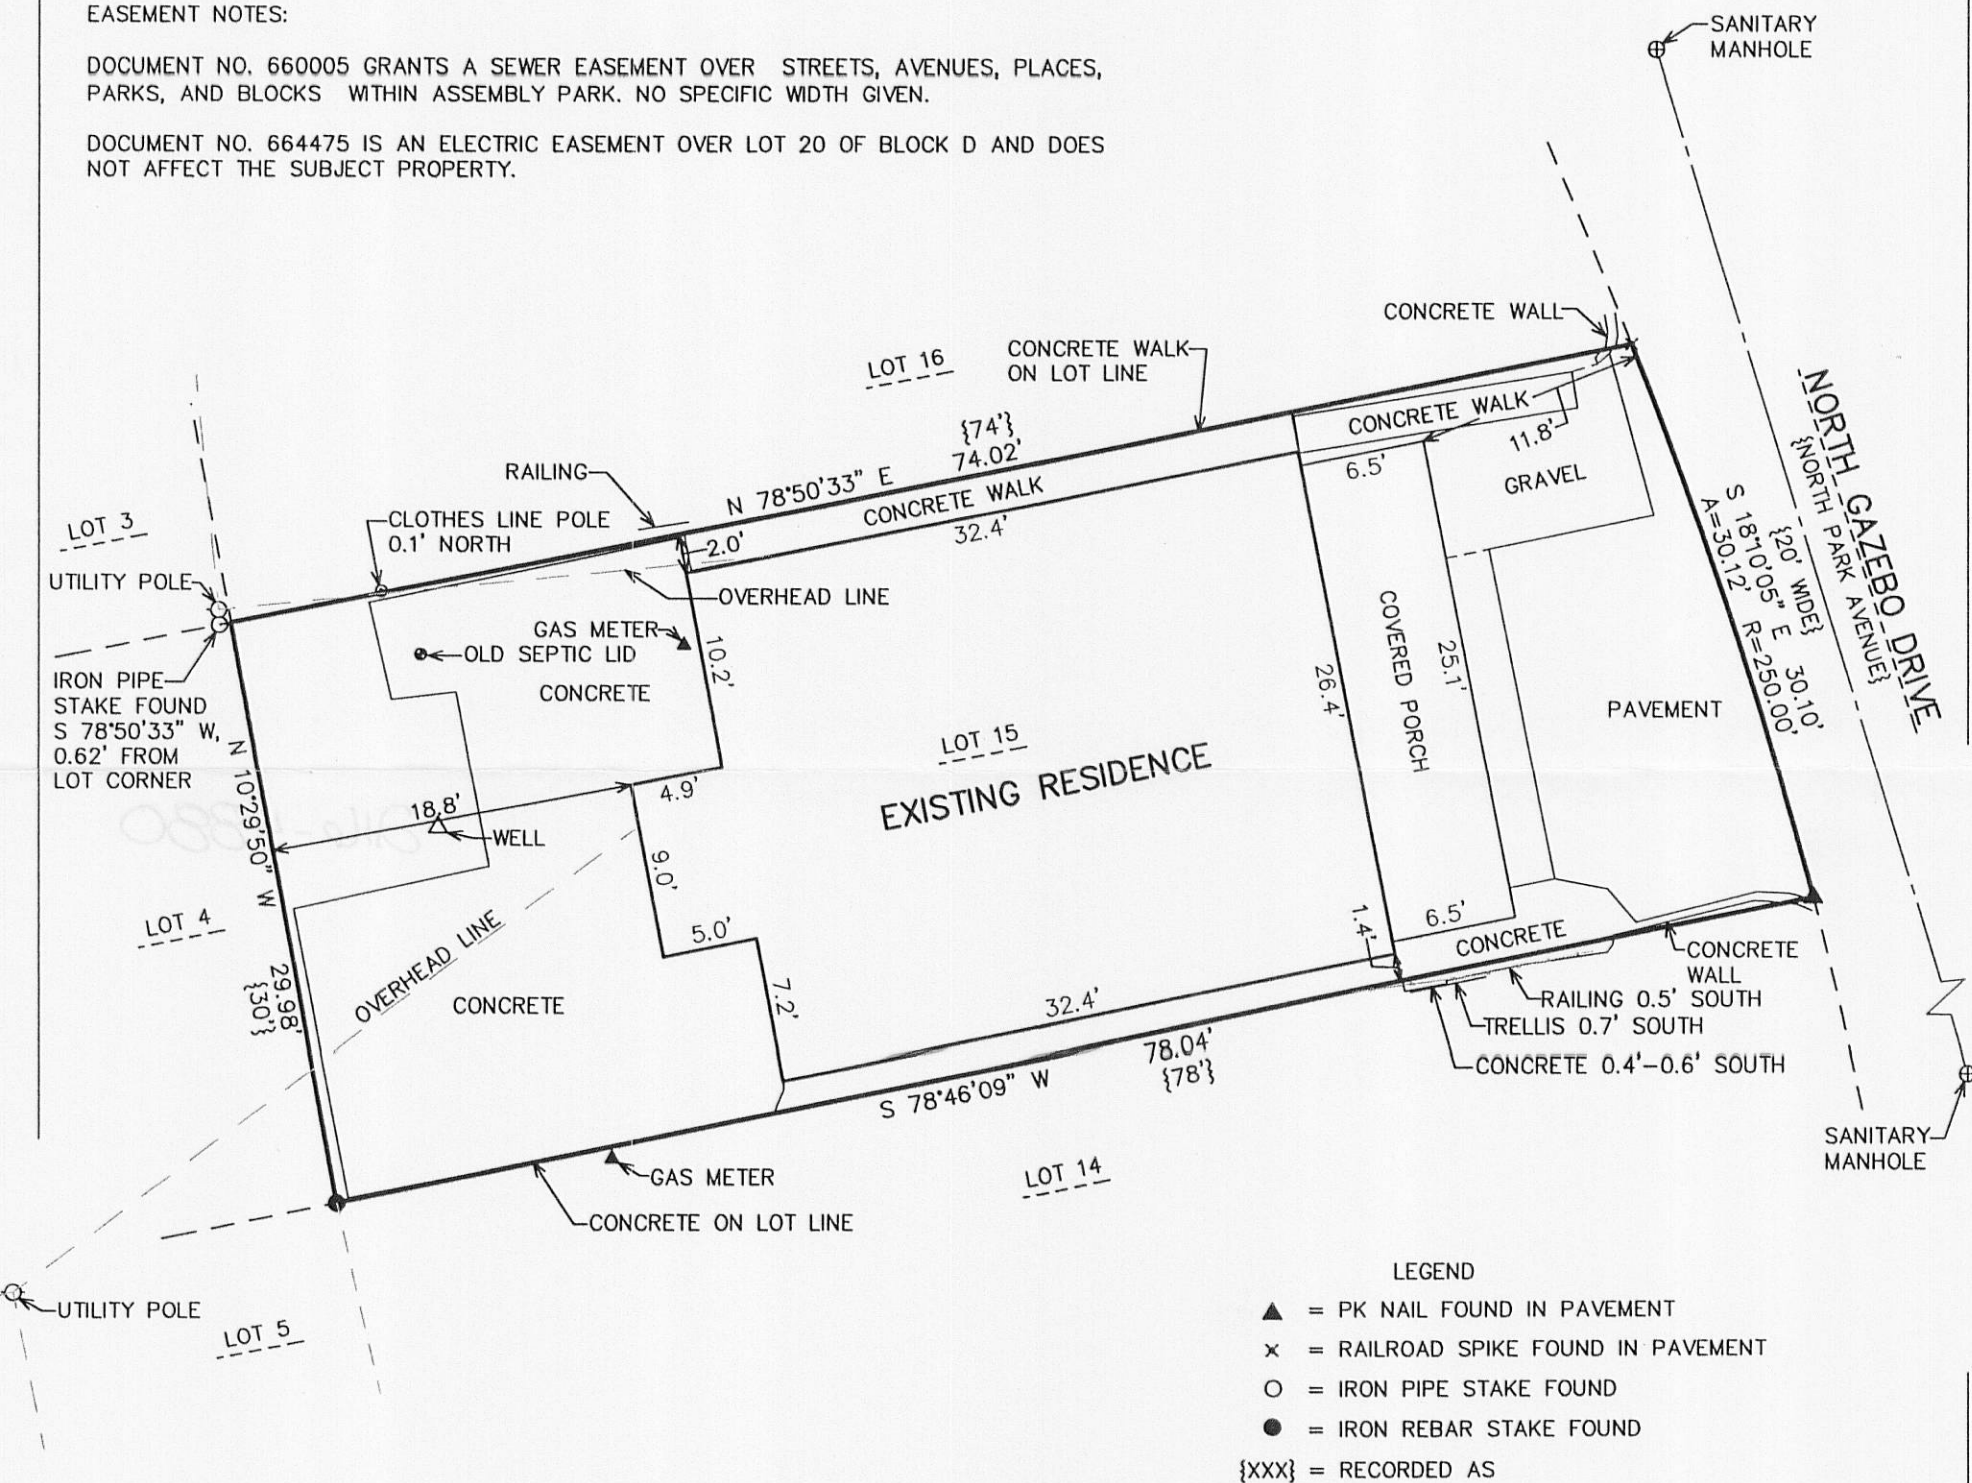 EASEMENT NOTES:
DOCUMENT NO. 660005 GRANTS A SEWER EASEMENT OVER STREETS, AVENUES, PLACES,
PARKS, AND BLOCKS WITHIN ASSEMBLY PARK. NO SPECIFIC WIDTH GIVEN.
DOCUMENT NO. 664475 IS AN ELECTRIC EASEMENT OVER LOT 20 OF BLOCK D AND DOES
NOT AFFECT THE SUBJECT PROPERTY.
SANITARY
MANHOLE
CONCRETE WALL
LOT 16
CONCRETE WALK
ON LOT LINE
{74'}
74.02'
N 78°50'33" E
CONCRETE WALK
32.4'
CONCRETE WALK
11.8'
6.5'
GRAVEL
NORTH GAZEBO DRIVE
{NORTH PARK AVENUE}
{20' WIDE}
S 18°10'05" E 30.10'
A=30.12' R=250.00'
RAILING
LOT 3
CLOTHES LINE POLE
0.1' NORTH
2.0'
OVERHEAD LINE
UTILITY POLE
GAS METER
OLD SEPTIC LID
CONCRETE
10.2'
IRON PIPE
STAKE FOUND
S 78°50'33" W,
0.62' FROM
LOT CORNER
N 10°29'50" W
29.98'
{30'}
18.8'
WELL
4.9'
9.0'
5.0'
7.2'
LOT 15
EXISTING RESIDENCE
26.4'
COVERED PORCH
25.1'
PAVEMENT
LOT 4
OVERHEAD LINE
CONCRETE
1.4'
6.5'
CONCRETE
CONCRETE
WALL
RAILING 0.5' SOUTH
TRELLIS 0.7' SOUTH
CONCRETE 0.4'-0.6' SOUTH
32.4'
78.04'
{78'}
S 78°46'09" W
GAS METER
CONCRETE ON LOT LINE
LOT 14
SANITARY
MANHOLE
UTILITY POLE
LOT 5
LEGEND
▲ = PK NAIL FOUND IN PAVEMENT
× = RAILROAD SPIKE FOUND IN PAVEMENT
○ = IRON PIPE STAKE FOUND
● = IRON REBAR STAKE FOUND
{XXX} = RECORDED AS